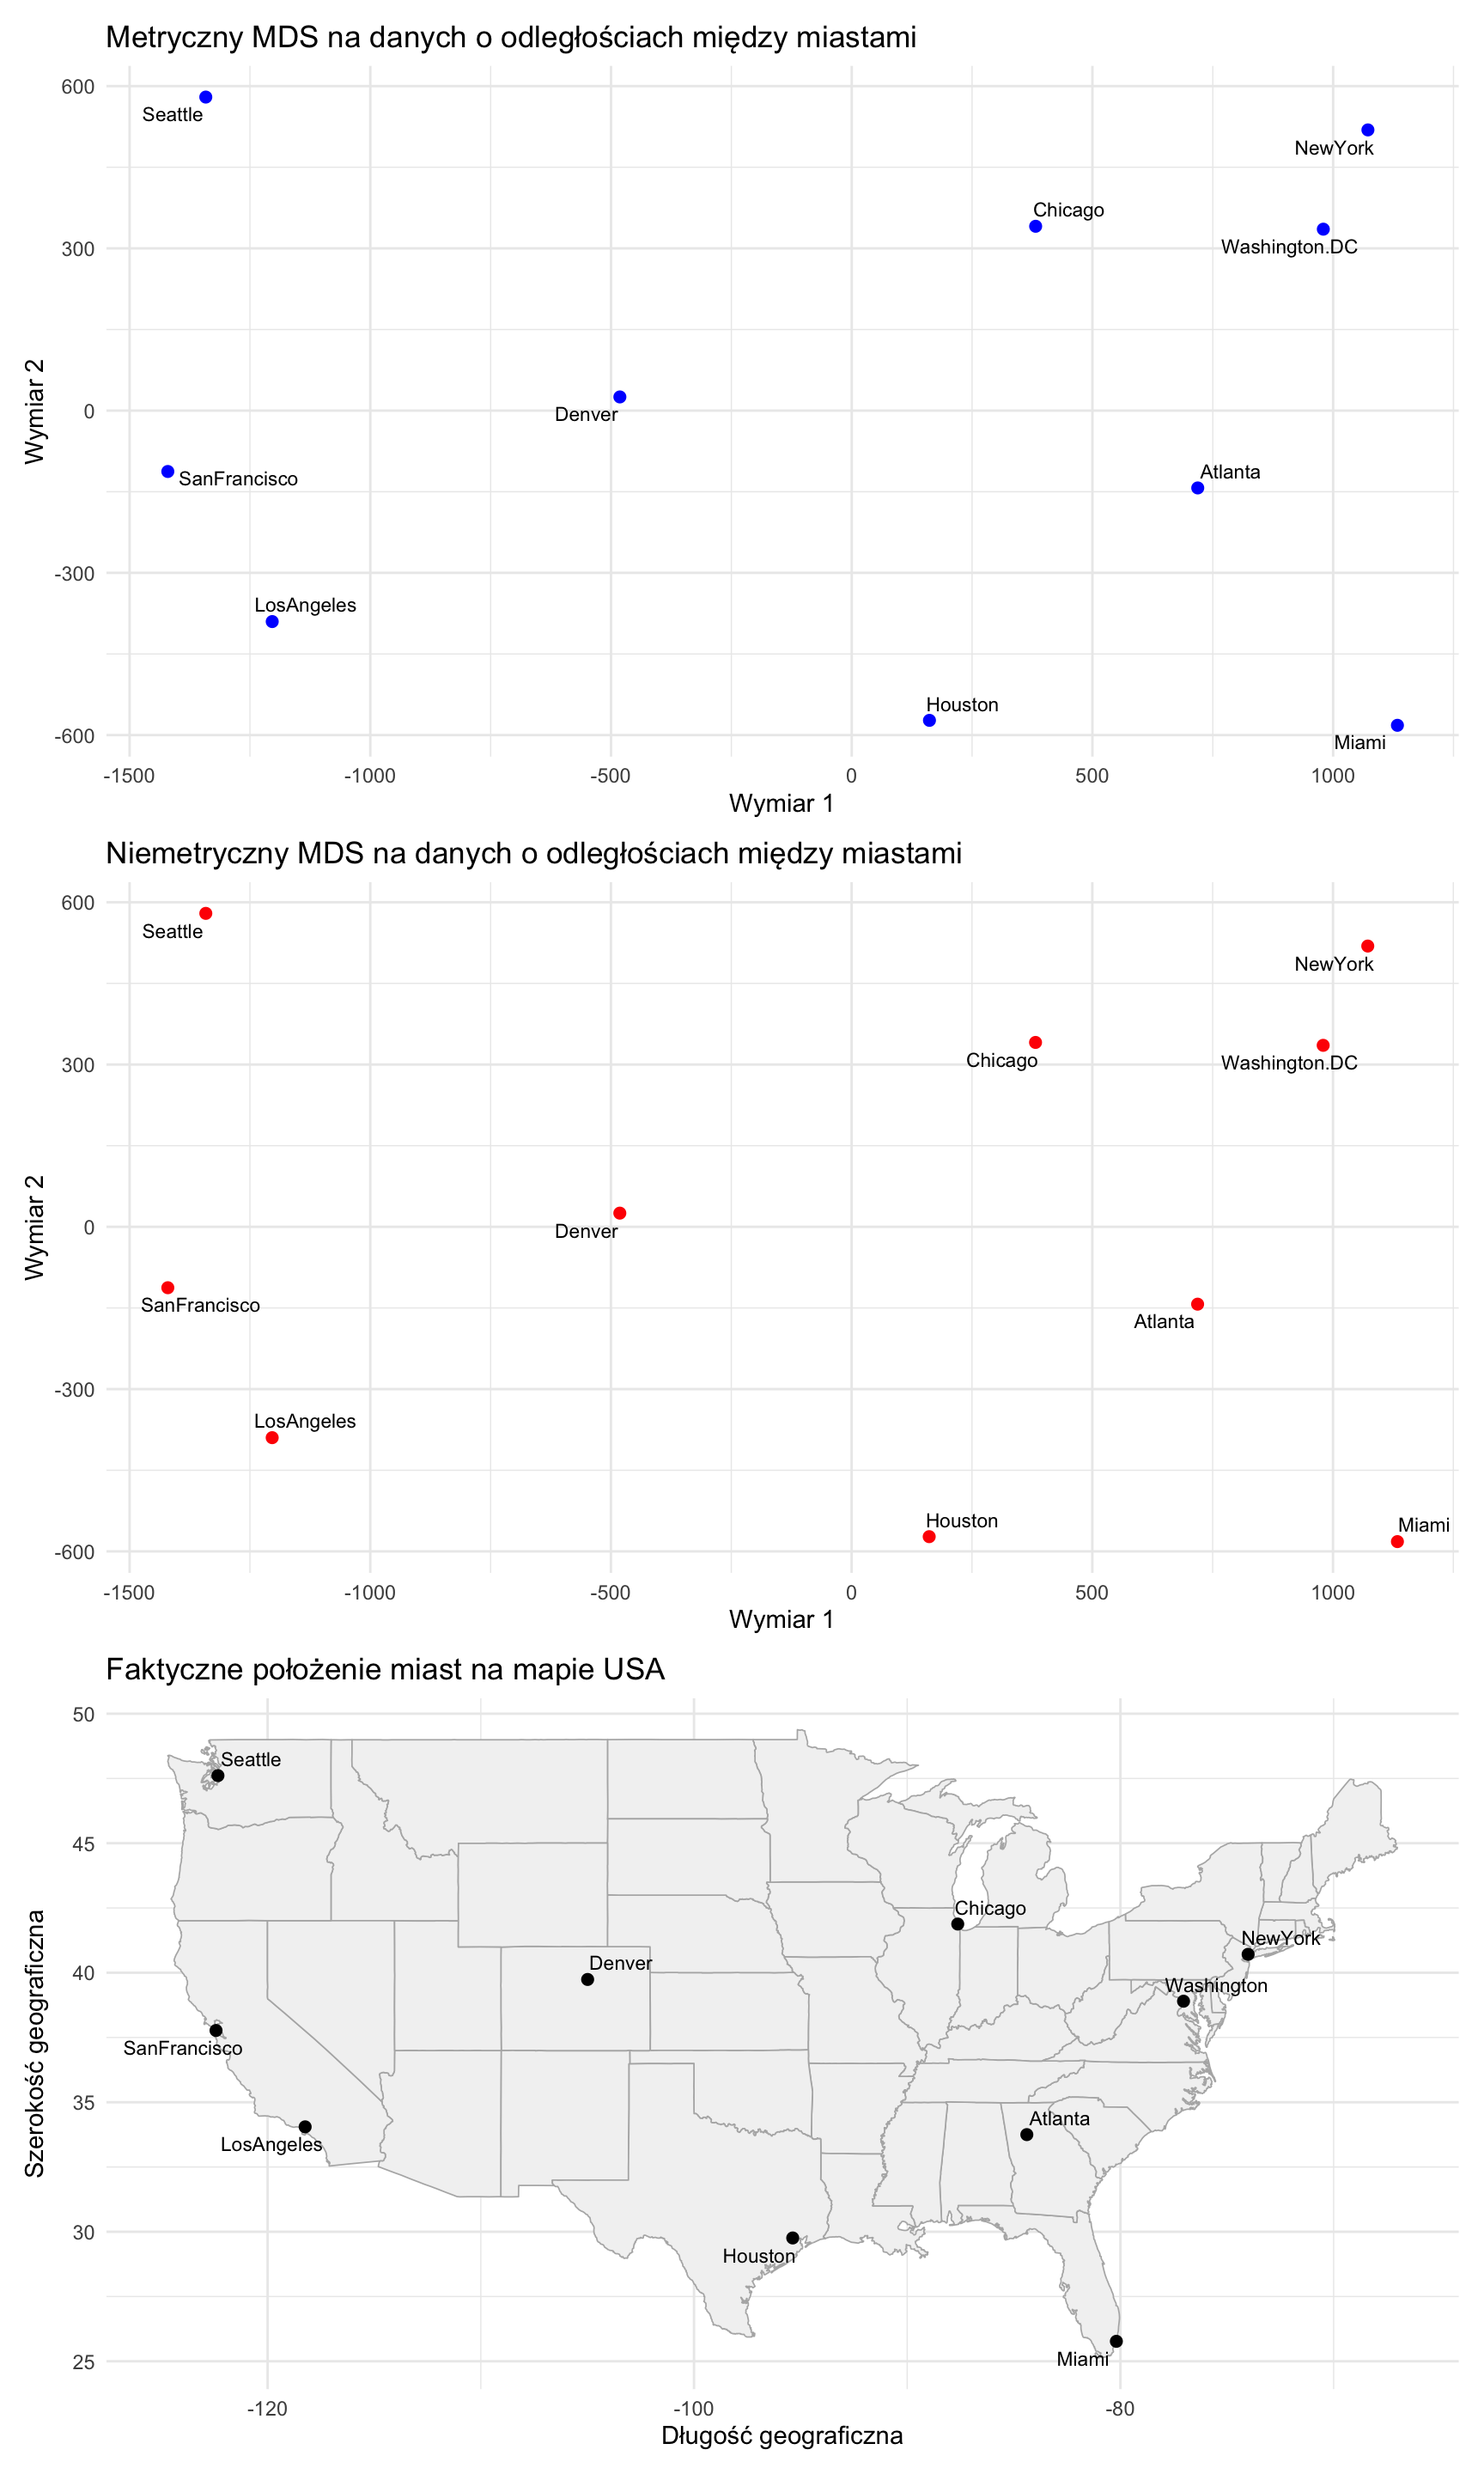 Metryczny MDS na danych o odległościach między miastami
600
Seattle
NewYork
Chicago
300
Washington.DC
Wymiar 2
0
Denver
SanFrancisco
Atlanta
-300
LosAngeles
Houston
-600
Miami
-1500 -1000 -500 0 500 1000
Wymiar 1
Niemetryczny MDS na danych o odległościach między miastami
600
Seattle
NewYork
300
Chicago
Washington.DC
Wymiar 2
0
Denver
SanFrancisco
Atlanta
-300
LosAngeles
Houston
Miami
-600
-1500 -1000 -500 0 500 1000
Wymiar 1
Faktyczne położenie miast na mapie USA
50
Seattle
45
Chicago
NewYork
Denver
40
Washington
Szerokość geograficzna
SanFrancisco
35
Atlanta
LosAngeles
30
Houston
Miami
25
-120 -100 -80
Długość geograficzna